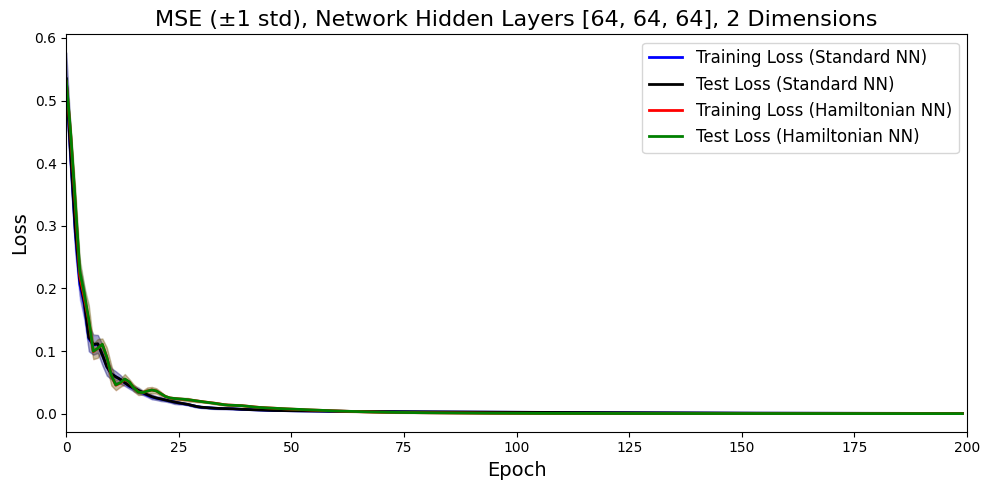 MSE (±1 std), Network Hidden Layers [64, 64, 64], 2 Dimensions
Training Loss (Standard NN)
Test Loss (Standard NN)
Training Loss (Hamiltonian NN)
Test Loss (Hamiltonian NN)
Loss
0.6
0.5
0.4
0.3
0.2
0.1
0.0
0 25 50 75 100 125 150 175 200
Epoch